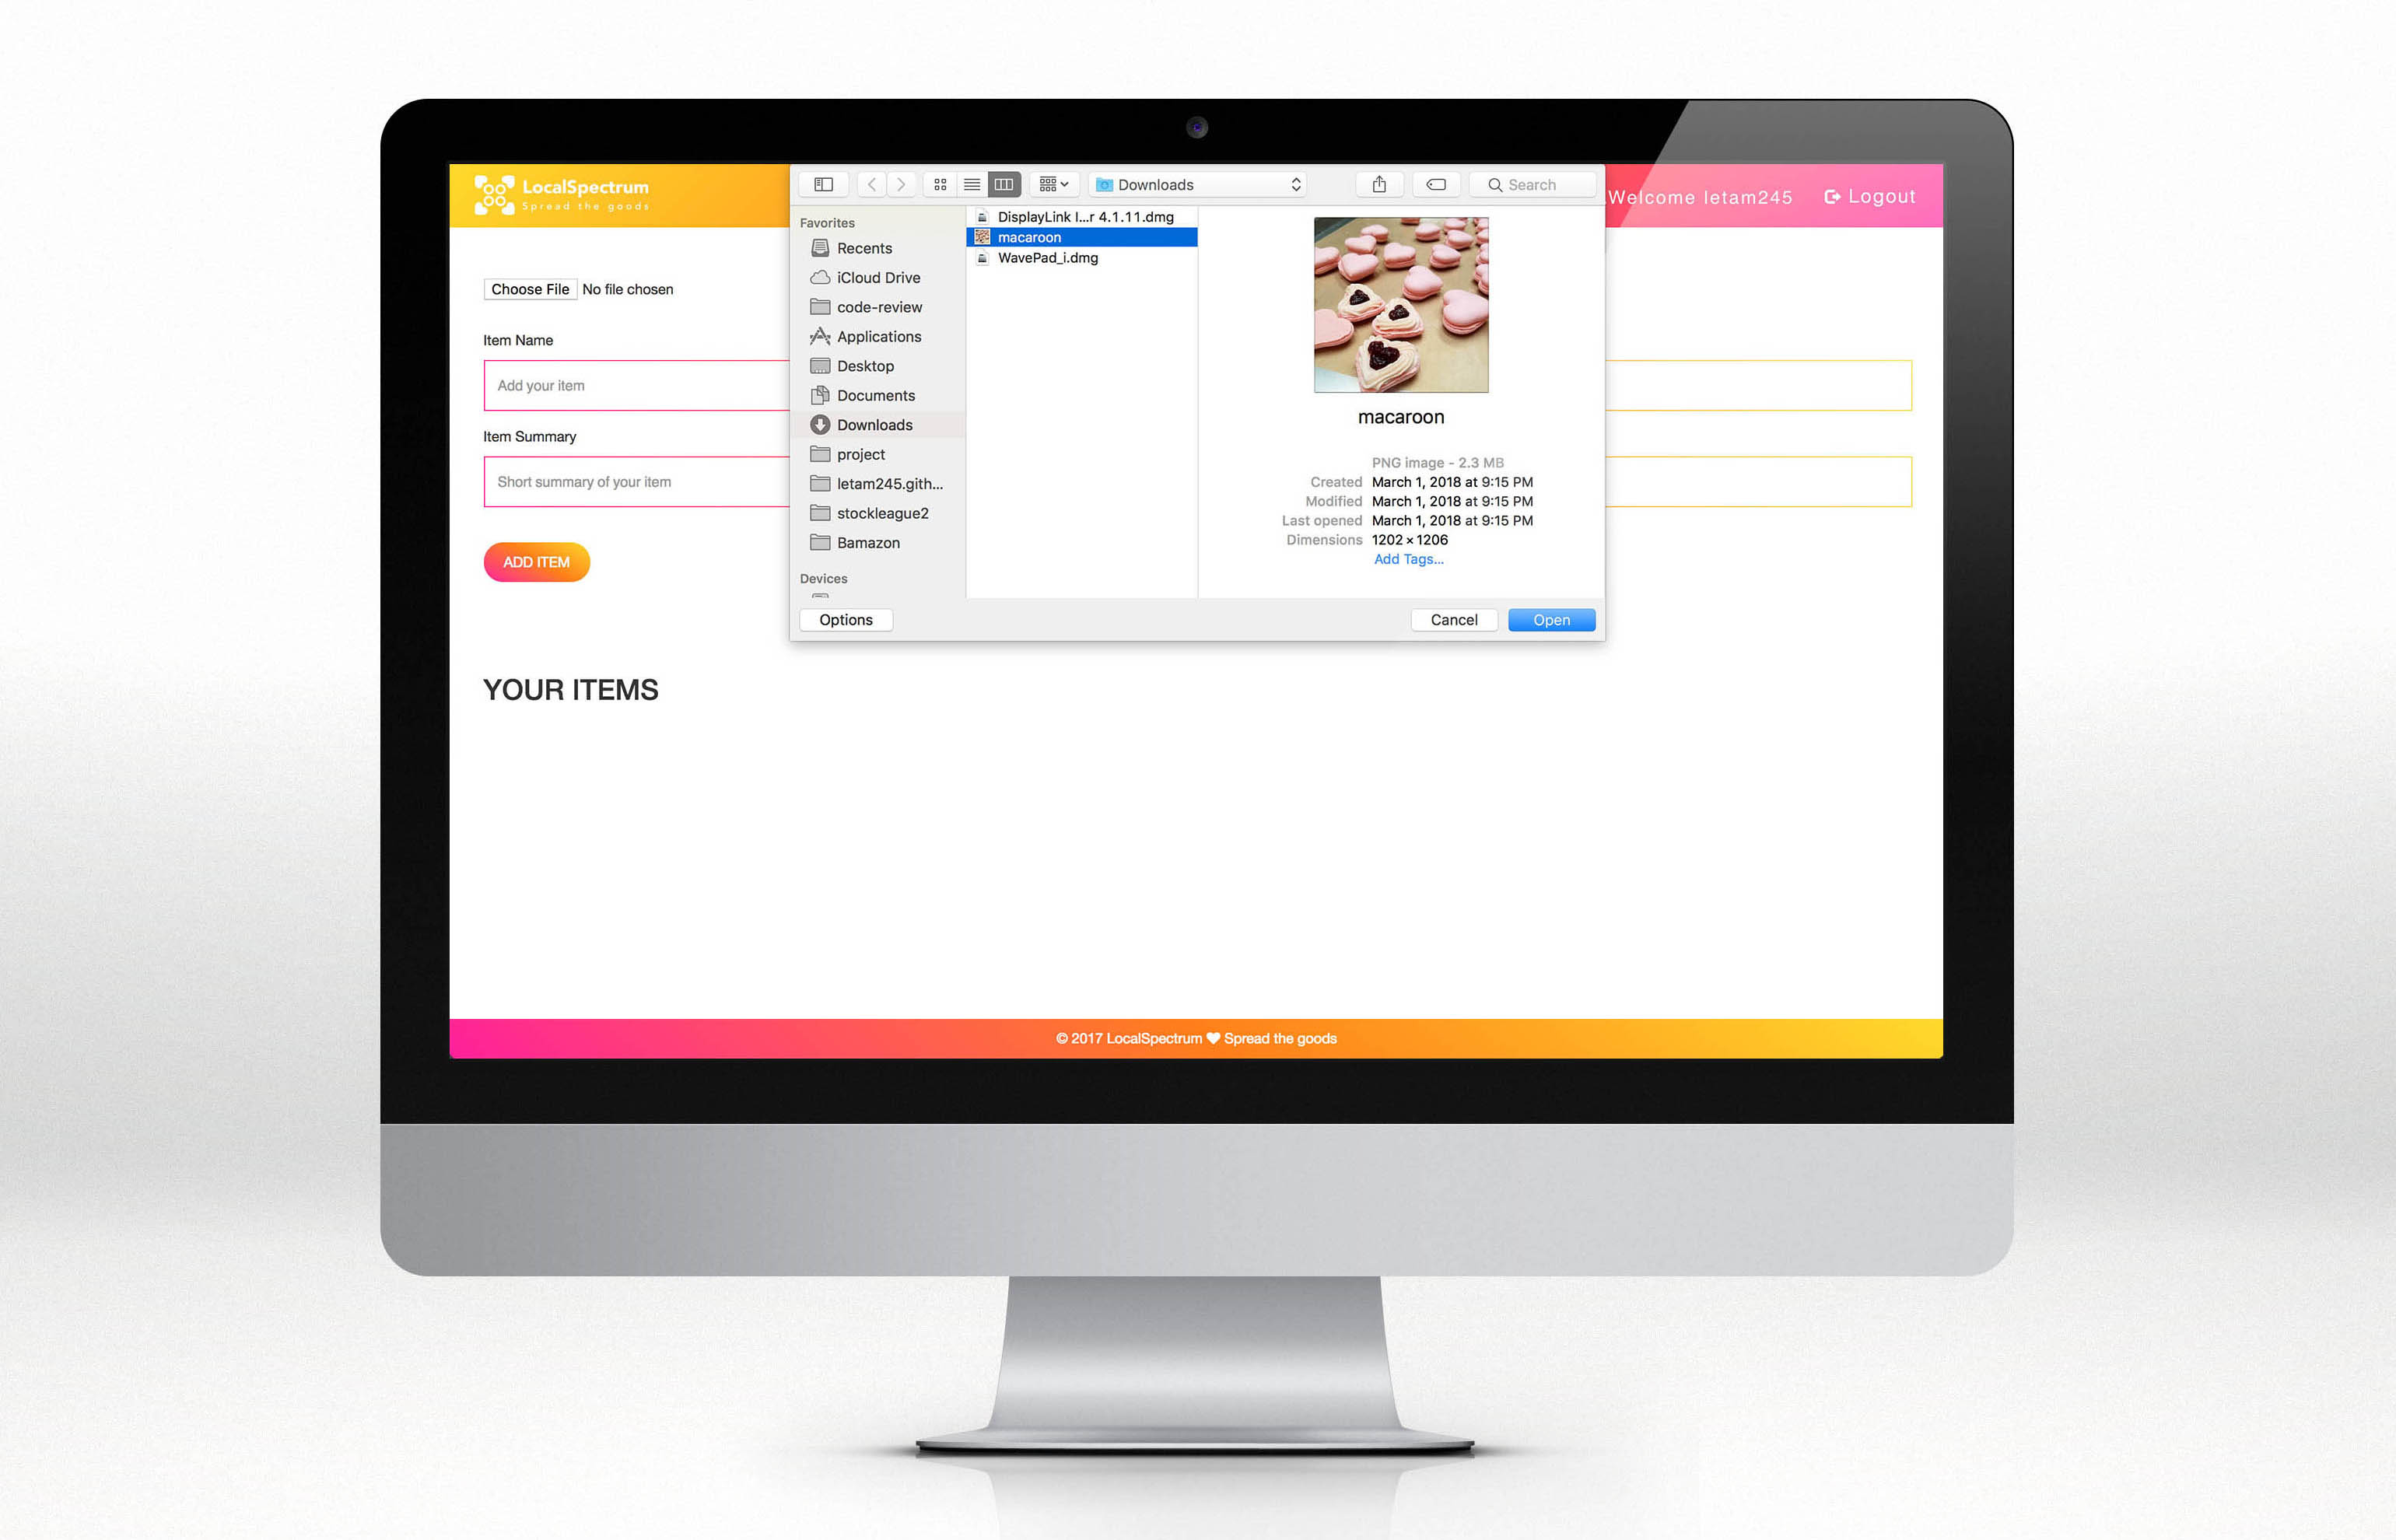 LocalSpectrum
Spread the goods
Downloads
Search
Welcome letam245
Logout
Choose File No file chosen
Item Name
Add your item
Item Summary
Short summary of your item
ADD ITEM
Favorites
Recents
iCloud Drive
code-review
Applications
Desktop
Documents
Downloads
project
letam245.gith...
stockleague2
Bamazon
Devices
DisplayLink I...r 4.1.11.dmg
macaroon
WavePad_i.dmg
macaroon
PNG image - 2.3 MB
Created March 1, 2018 at 9:15 PM
Modified March 1, 2018 at 9:15 PM
Last opened March 1, 2018 at 9:15 PM
Dimensions 1202 × 1206
Add Tags...
Options
Cancel
Open
YOUR ITEMS
© 2017 LocalSpectrum ♥ Spread the goods